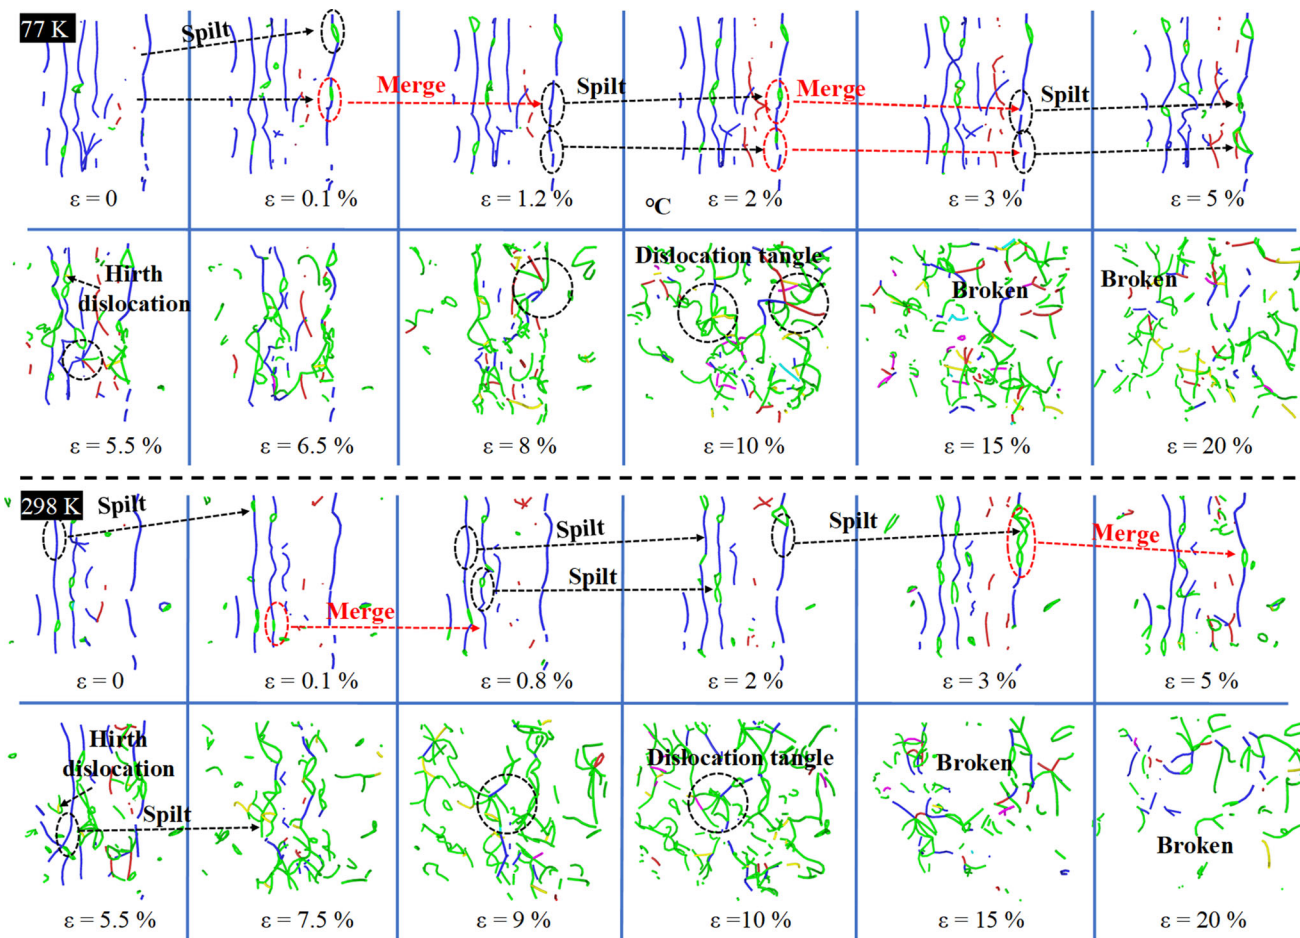 77 K
Spilt
Merge
Spilt
Merge
Spilt
ε = 0
ε = 0.1 %
ε = 1.2 %
°C
ε = 2 %
ε = 3 %
ε = 5 %
Hirth
dislocation
Dislocation tangle
Broken
Broken
ε = 5.5 %
ε = 6.5 %
ε = 8 %
ε =10 %
ε = 15 %
ε = 20 %
298 K
Spilt
Merge
Spilt
Spilt
Spilt
Merge
ε = 0
ε = 0.1 %
ε = 0.8 %
ε = 2 %
ε = 3 %
ε = 5 %
Hirth
dislocation
Spilt
Dislocation tangle
Broken
Broken
ε = 5.5 %
ε = 7.5 %
ε = 9 %
ε =10 %
ε = 15 %
ε = 20 %